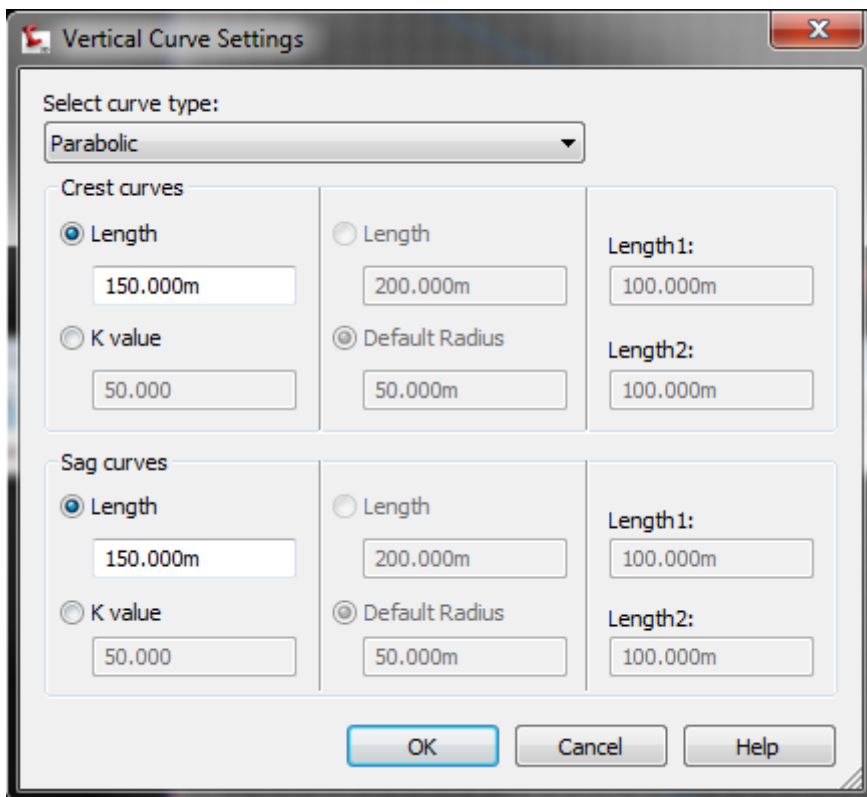 Vertical Curve Settings
Select curve type:
Parabolic
Crest curves
Length
150.000m
K value
50.000
Length
200.000m
Default Radius
50.000m
Length1:
100.000m
Length2:
100.000m
Sag curves
Length
150.000m
K value
50.000
Length
200.000m
Default Radius
50.000m
Length1:
100.000m
Length2:
100.000m
OK
Cancel
Help